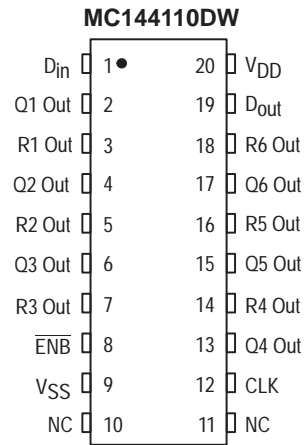 MC144110DW
Din 1 20 VDD
Q1 Out 2 19 Dout
R1 Out 3 18 R6 Out
Q2 Out 4 17 Q6 Out
R2 Out 5 16 R5 Out
Q3 Out 6 15 Q5 Out
R3 Out 7 14 R4 Out
ENB 8 13 Q4 Out
VSS 9 12 CLK
NC 10 11 NC